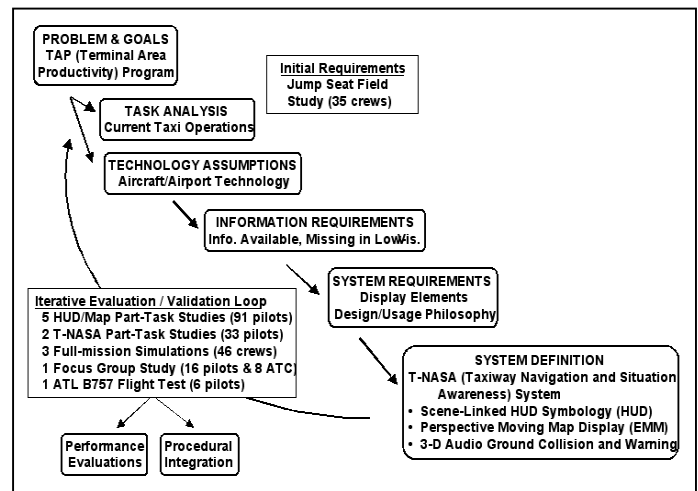 PROBLEM & GOALS
TAP (Terminal Area
Productivity) Program
Initial Requirements
Jump Seat Field
Study (35 crews)
TASK ANALYSIS
Current Taxi Operations
TECHNOLOGY ASSUMPTIONS
Aircraft/Airport Technology
INFORMATION REQUIREMENTS
Info. Available, Missing in LowVis.
SYSTEM REQUIREMENTS
Display Elements
Design/Usage Philosophy
Iterative Evaluation / Validation Loop
5 HUD/Map Part-Task Studies (91 pilots)
2 T-NASA Part-Task Studies (33 pilots)
3 Full-mission Simulations (46 crews)
1 Focus Group Study (16 pilots & 8 ATC)
1 ATL B757 Flight Test (6 pilots)
SYSTEM DEFINITION
T-NASA (Taxiway Navigation and Situation
Awareness) System
• Scene-Linked HUD Symbology (HUD)
• Perspective Moving Map Display (EMM)
• 3-D Audio Ground Collision and Warning
Performance
Evaluations
Procedural
Integration